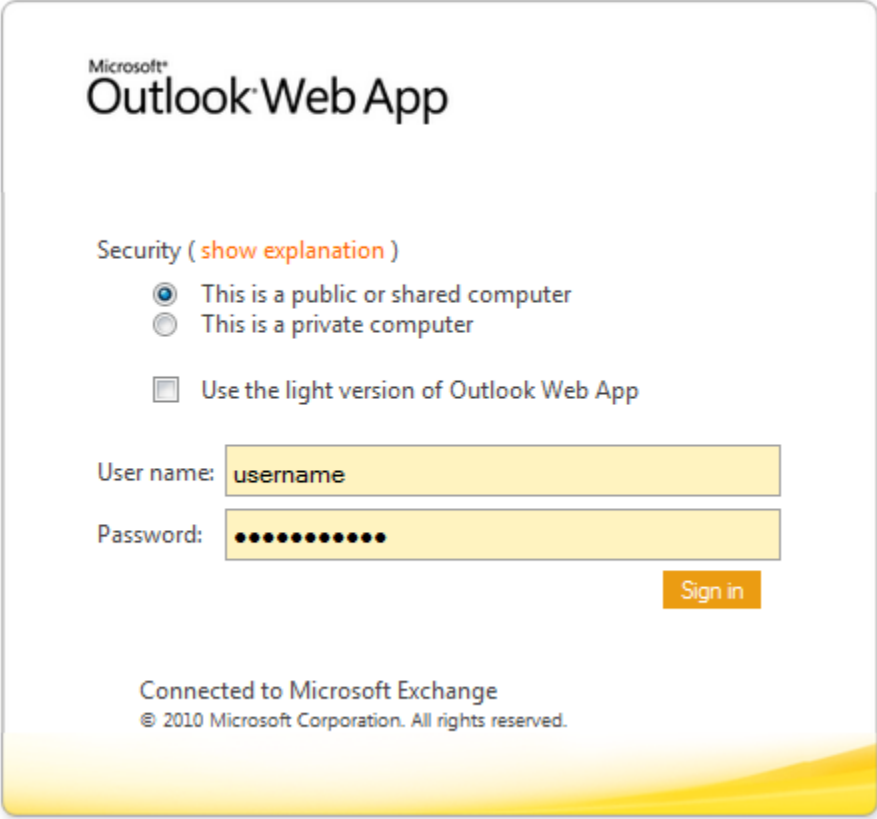 Microsoft®
Outlook® Web App
Security ( show explanation )
This is a public or shared computer
This is a private computer
Use the light version of Outlook Web App
User name: username
Password: •••••••••••
Sign in
Connected to Microsoft Exchange
© 2010 Microsoft Corporation. All rights reserved.